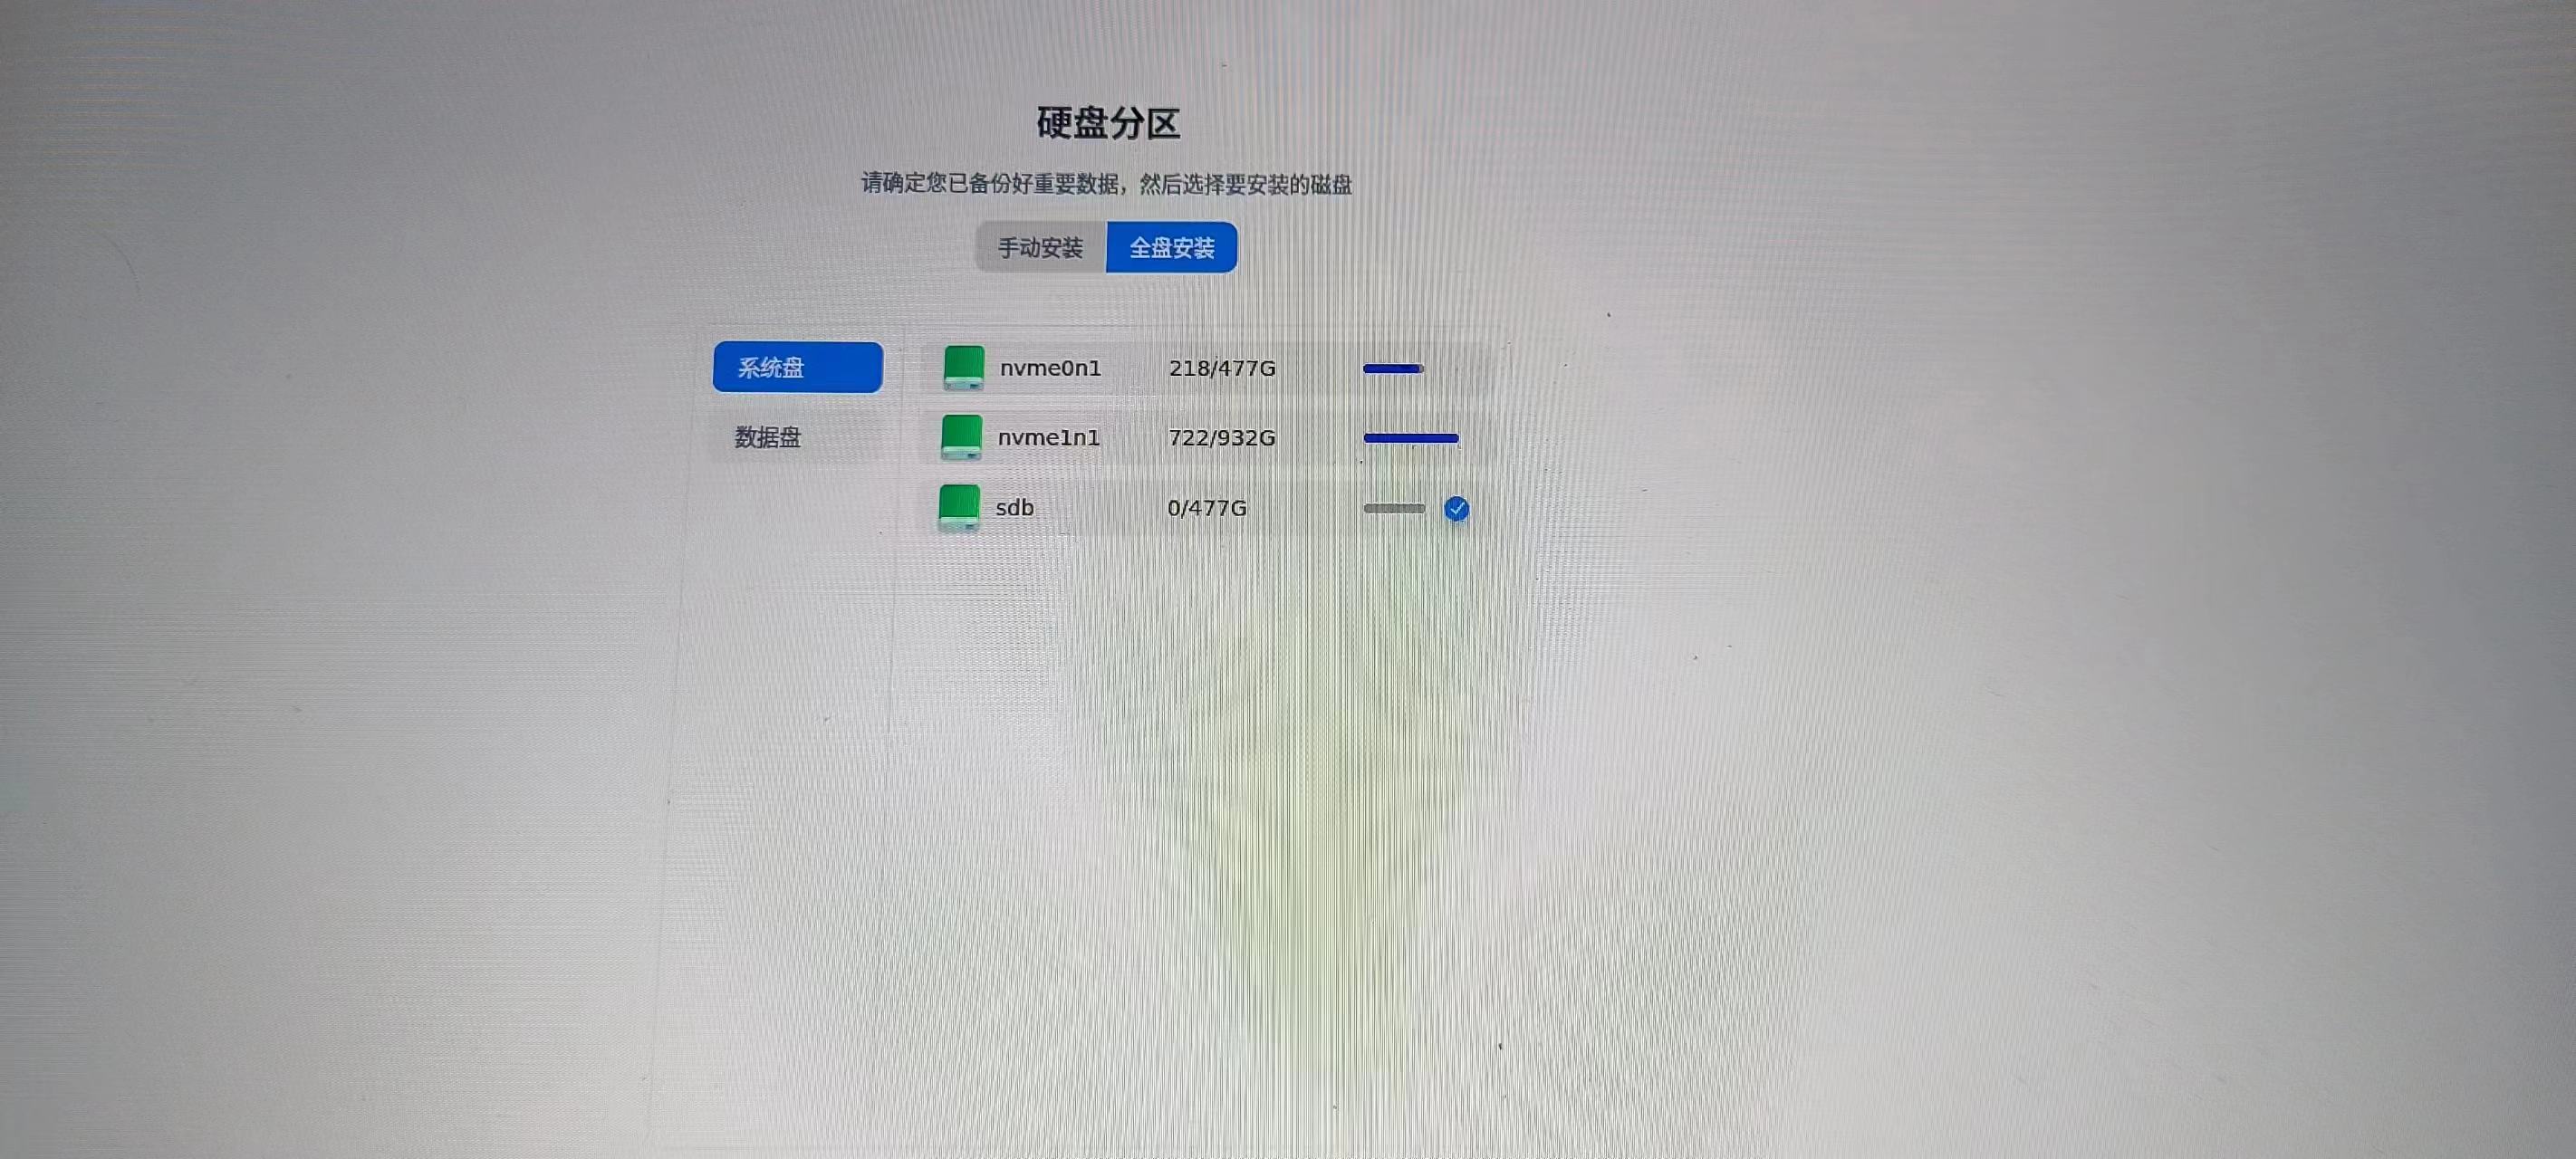 硬盘分区
请确定您已备份好重要数据，然后选择要安装的磁盘
手动安装 全盘安装
系统盘
数据盘
nvme0n1 218/477G
nvme1n1 722/932G
sdb 0/477G